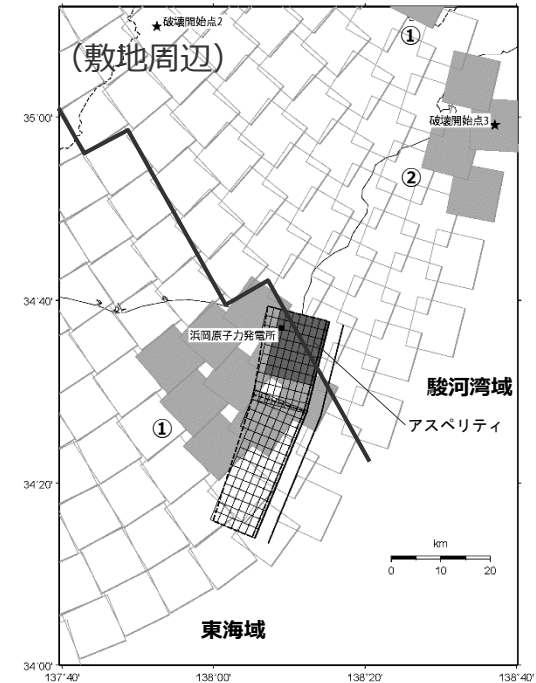 破壊開始点2
①
（敷地周辺）
35°00'
破壊開始点3
②
34°40'
浜岡原子力発電所
駿河湾域
アスペリティ
①
34°20'
km
0 10 20
東海域
34°00'
137°40' 138°00' 138°20' 138°40'